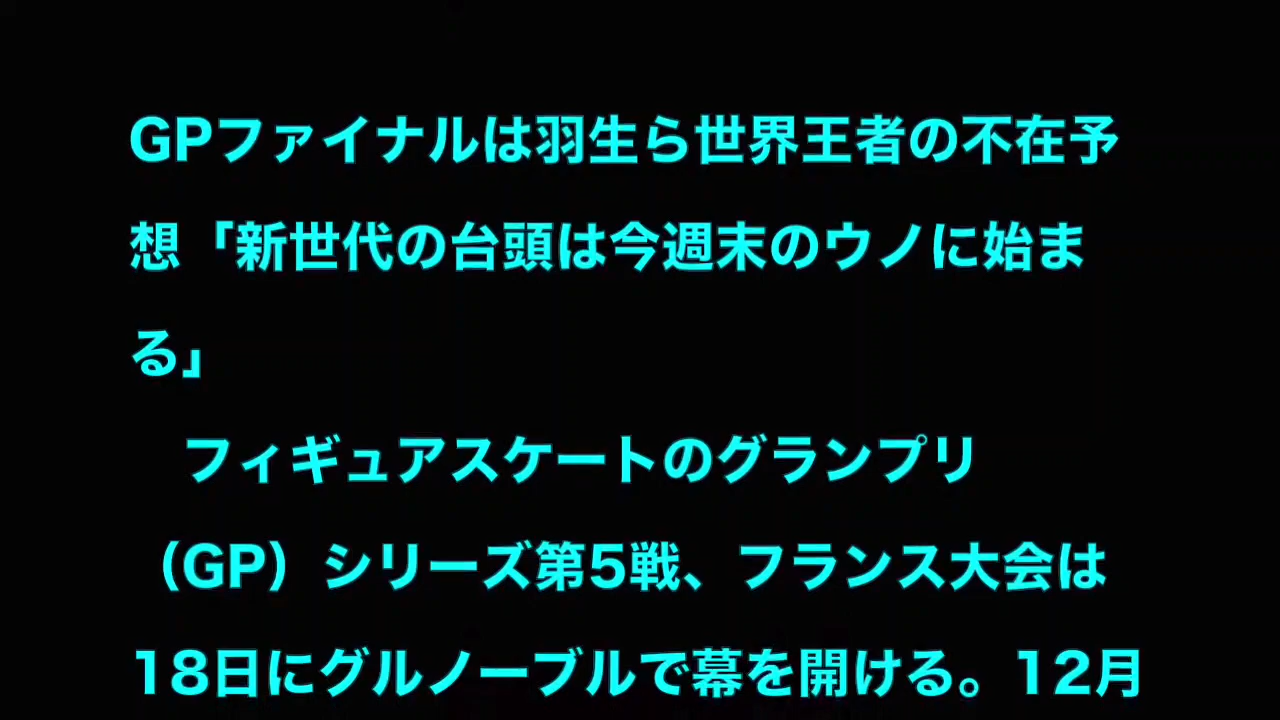 GPファイナルは羽生ら世界王者の不在予
想「新世代の台頭は今週末のウノに始ま
る」
　フィギュアスケートのグランプリ
（GP）シリーズ第5戦、フランス大会は
18日にグルノーブルで幕を開ける。12月